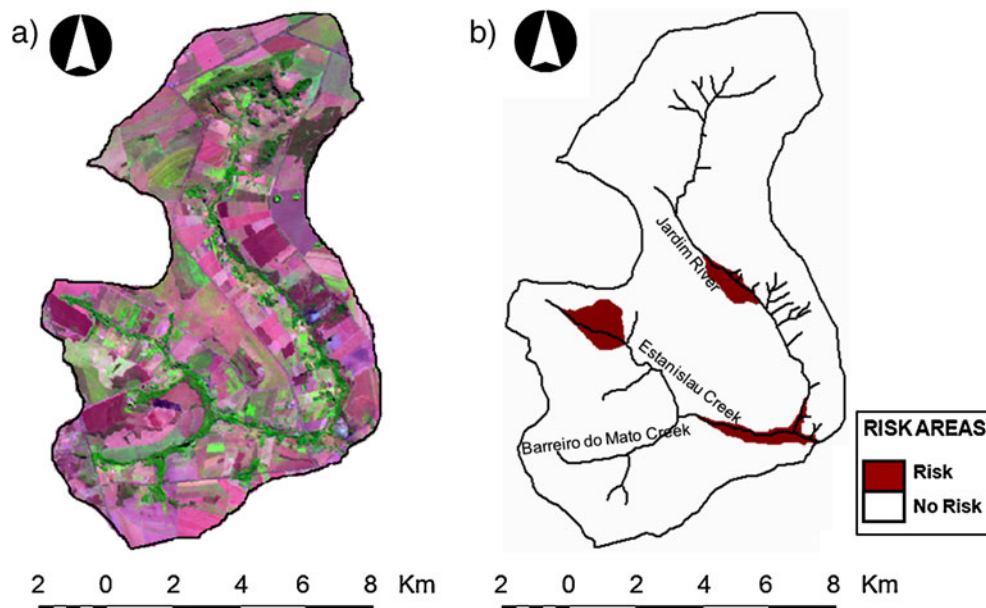 a)
b)
Jardim River
Estanislau Creek
Barreiro do Mato Creek
RISK AREAS
Risk
No Risk
2 0 2 4 6 8 Km
2 0 2 4 6 8 Km